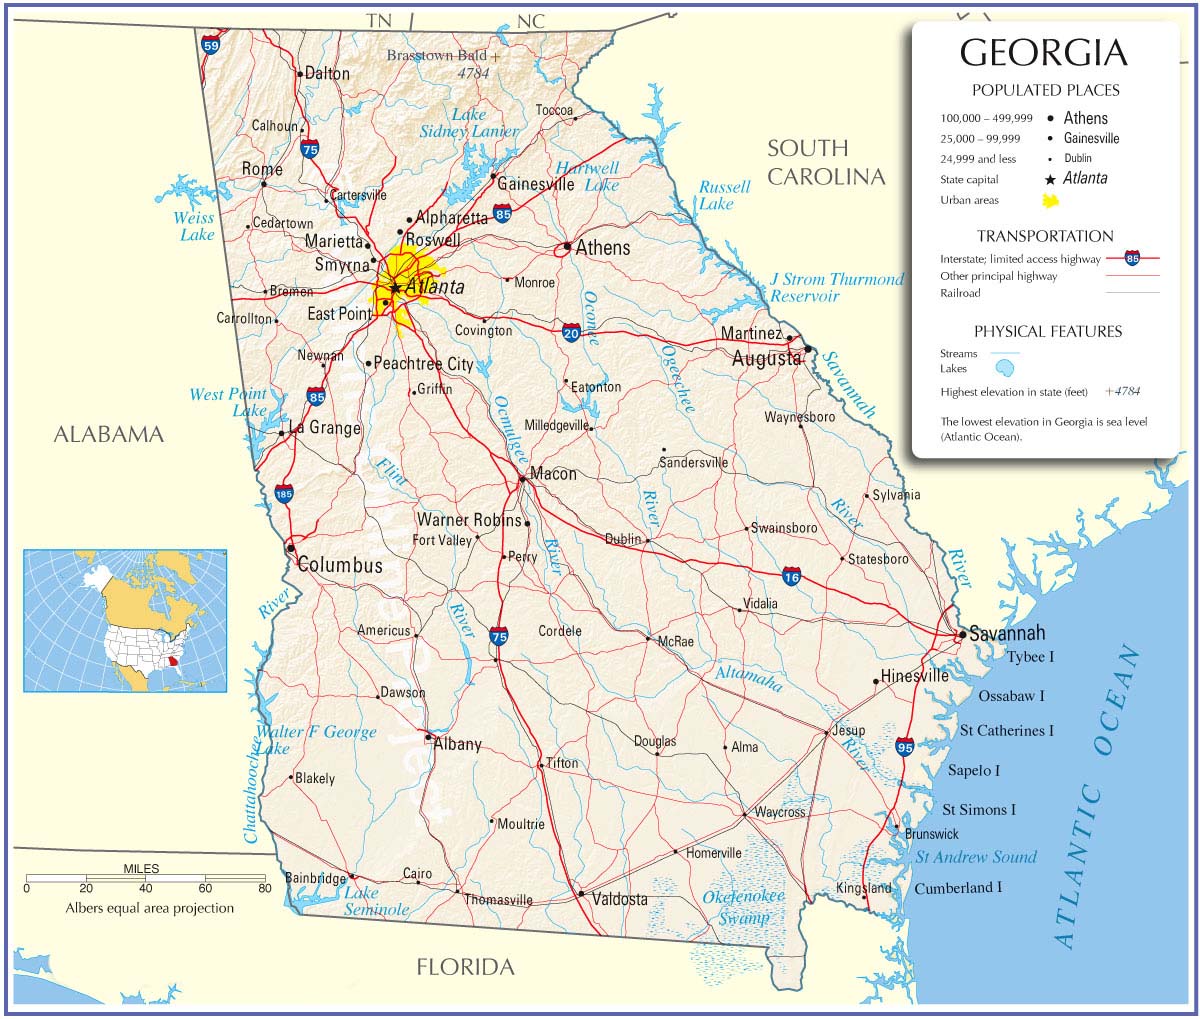 TN
NC
59
Brasstown Bald +
4784
Dalton
Toccoa
Lake
Sidney Lanier
Calhoun
75
Rome
Hartwell
Lake
Gainesville
Cartersville
Weiss
Lake
Cedartown
Alpharetta
85
Roswell
Marietta
Smyrna
Athens
SOUTH
CAROLINA
Russell
Lake
J Strom Thurmond
Reservoir
Bremen
Atlanta
Monroe
East Point
Carrollton
Covington
Oconee
20
Martinez
Augusta
Savannah
Newnan
Peachtree City
Griffin
Ogeechee
Eatonton
West Point
Lake
85
Ocmulgee
Milledgeville
Waynesboro
ALABAMA
La Grange
Flint
Macon
Sandersville
185
River
River
Sylvania
Warner Robins
Fort Valley
Dublin
Swainsboro
Perry
River
Statesboro
River
Columbus
16
River
River
Vidalia
Americus
75
Cordele
McRae
Savannah
Tybee I
Altamaha
Hinesville
Dawson
Ossabaw I
Walter F George
Lake
Albany
Douglas
Alma
Jesup
River
95
St Catherines I
Chattahoochee
Blakely
Tifton
Sapelo I
Moultrie
Waycross
St Simons I
Brunswick
Homerville
St Andrew Sound
Bainbridge
Cairo
Lake
Seminole
Thomasville
Valdosta
Okefenokee
Swamp
Kingsland
Cumberland I
FLORIDA
ATLANTIC OCEAN
MILES
0 20 40 60 80
Albers equal area projection
GEORGIA
POPULATED PLACES
100,000 – 499,999 Athens
25,000 – 99,999 Gainesville
24,999 and less Dublin
State capital Atlanta
Urban areas
TRANSPORTATION
Interstate; limited access highway 85
Other principal highway
Railroad
PHYSICAL FEATURES
Streams
Lakes
Highest elevation in state (feet) +4784
The lowest elevation in Georgia is sea level
(Atlantic Ocean).